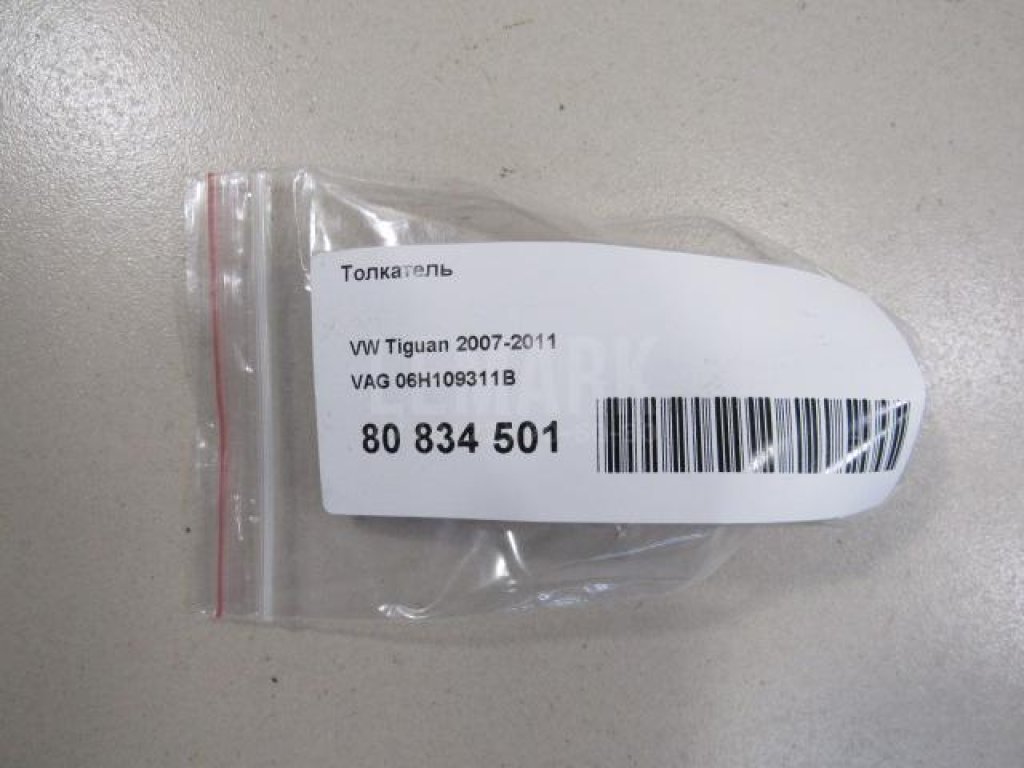 Толкатель
VW Tiguan 2007-2011
VAG 06H109311B
80 834 501